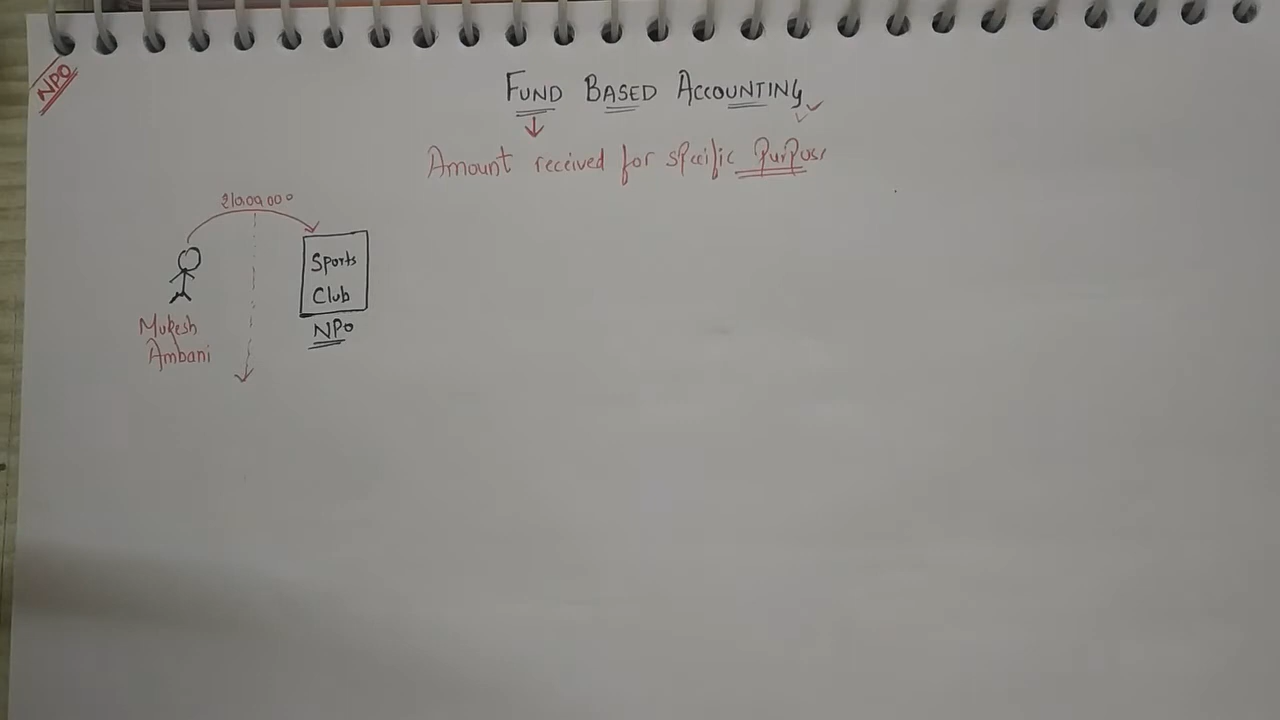 NPO
FUND BASED ACCOUNTING
Amount received for specific Purpose
₹10,00,000
Sports
Club
NPO
Mukesh
Ambani